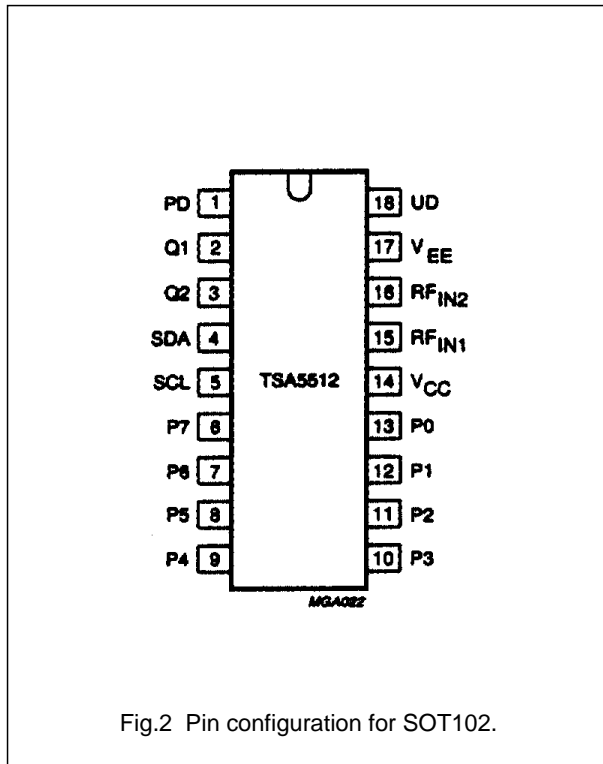 PD 1 18 UD
Q1 2 17 VEE
Q2 3 16 RFIN2
SDA 4 15 RFIN1
SCL 5 TSA5512 14 VCC
P7 6 13 P0
P6 7 12 P1
P5 8 11 P2
P4 9 10 P3
MGA022
Fig.2 Pin configuration for SOT102.